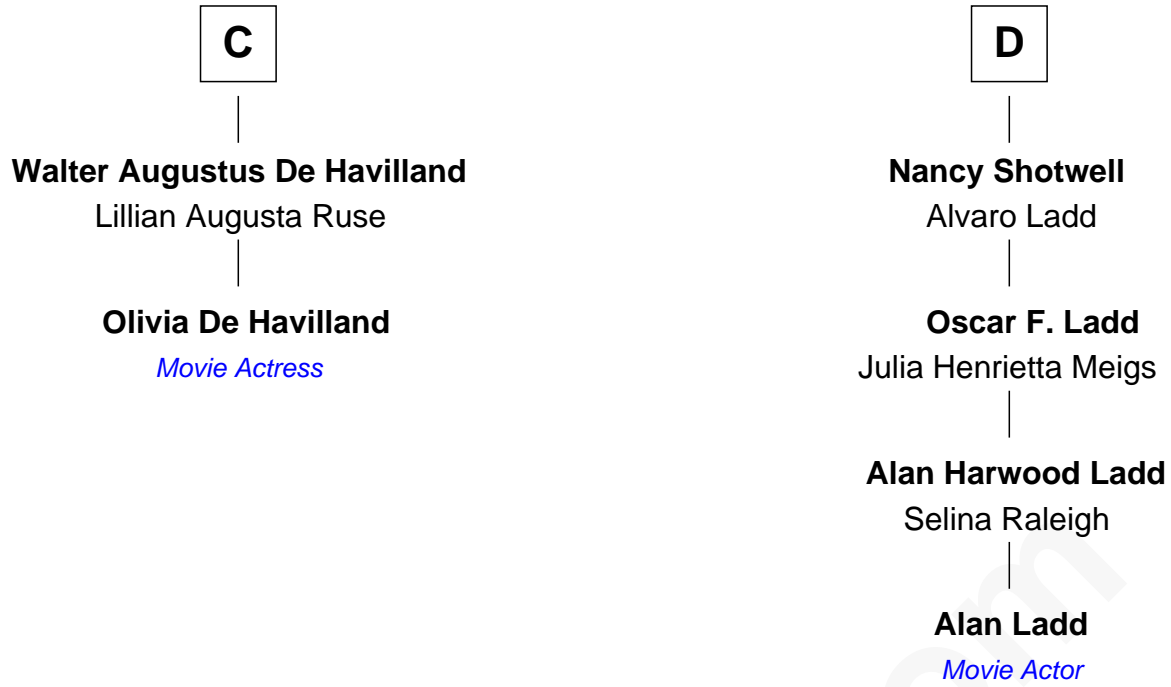 C
Walter Augustus De Havilland
Lillian Augusta Ruse
Olivia De Havilland
Movie Actress
D
Nancy Shotwell
Alvaro Ladd
Oscar F. Ladd
Julia Henrietta Meigs
Alan Harwood Ladd
Selina Raleigh
Alan Ladd
Movie Actor
om